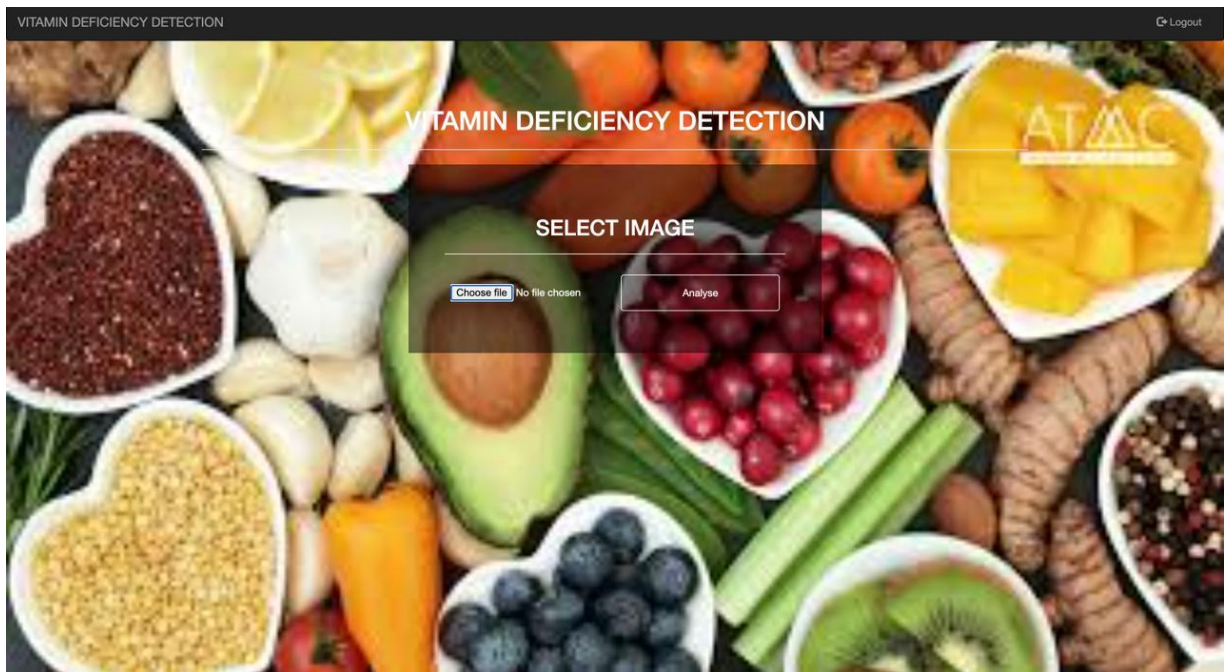 VITAMIN DEFICIENCY DETECTION
Logout
VITAMIN DEFICIENCY DETECTION
ATMC
SELECT IMAGE
Choose file No file chosen
Analyse